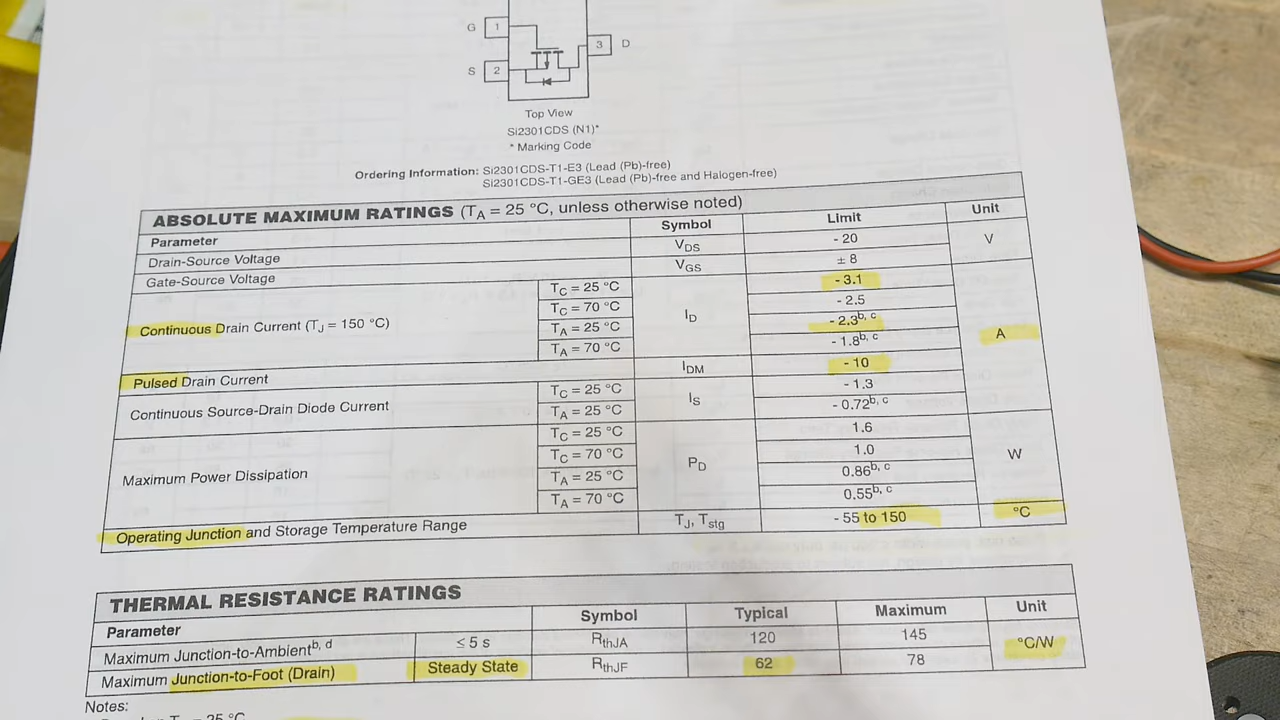 G 1
3 D
S 2
Top View
Si2301CDS (N1)*
* Marking Code
Ordering Information: Si2301CDS-T1-E3 (Lead (Pb)-free)
Si2301CDS-T1-GE3 (Lead (Pb)-free and Halogen-free)
ABSOLUTE MAXIMUM RATINGS (TA = 25 °C, unless otherwise noted)
Parameter Symbol Limit Unit
Drain-Source Voltage VDS - 20 V
Gate-Source Voltage VGS ± 8
Continuous Drain Current (TJ = 150 °C) TC = 25 °C ID - 3.1 A
TC = 70 °C - 2.5
TA = 25 °C - 2.3b, c
TA = 70 °C - 1.8b, c
Pulsed Drain Current IDM - 10
Continuous Source-Drain Diode Current TC = 25 °C IS - 1.3
TA = 25 °C - 0.72b, c
Maximum Power Dissipation TC = 25 °C PD 1.6 W
TC = 70 °C 1.0
TA = 25 °C 0.86b, c
TA = 70 °C 0.55b, c
Operating Junction and Storage Temperature Range TJ, Tstg - 55 to 150 °C
THERMAL RESISTANCE RATINGS
Parameter Symbol Typical Maximum Unit
Maximum Junction-to-Ambientb, d ≤ 5 s RthJA 120 145 °C/W
Maximum Junction-to-Foot (Drain) Steady State RthJF 62 78
Notes:
25 °C